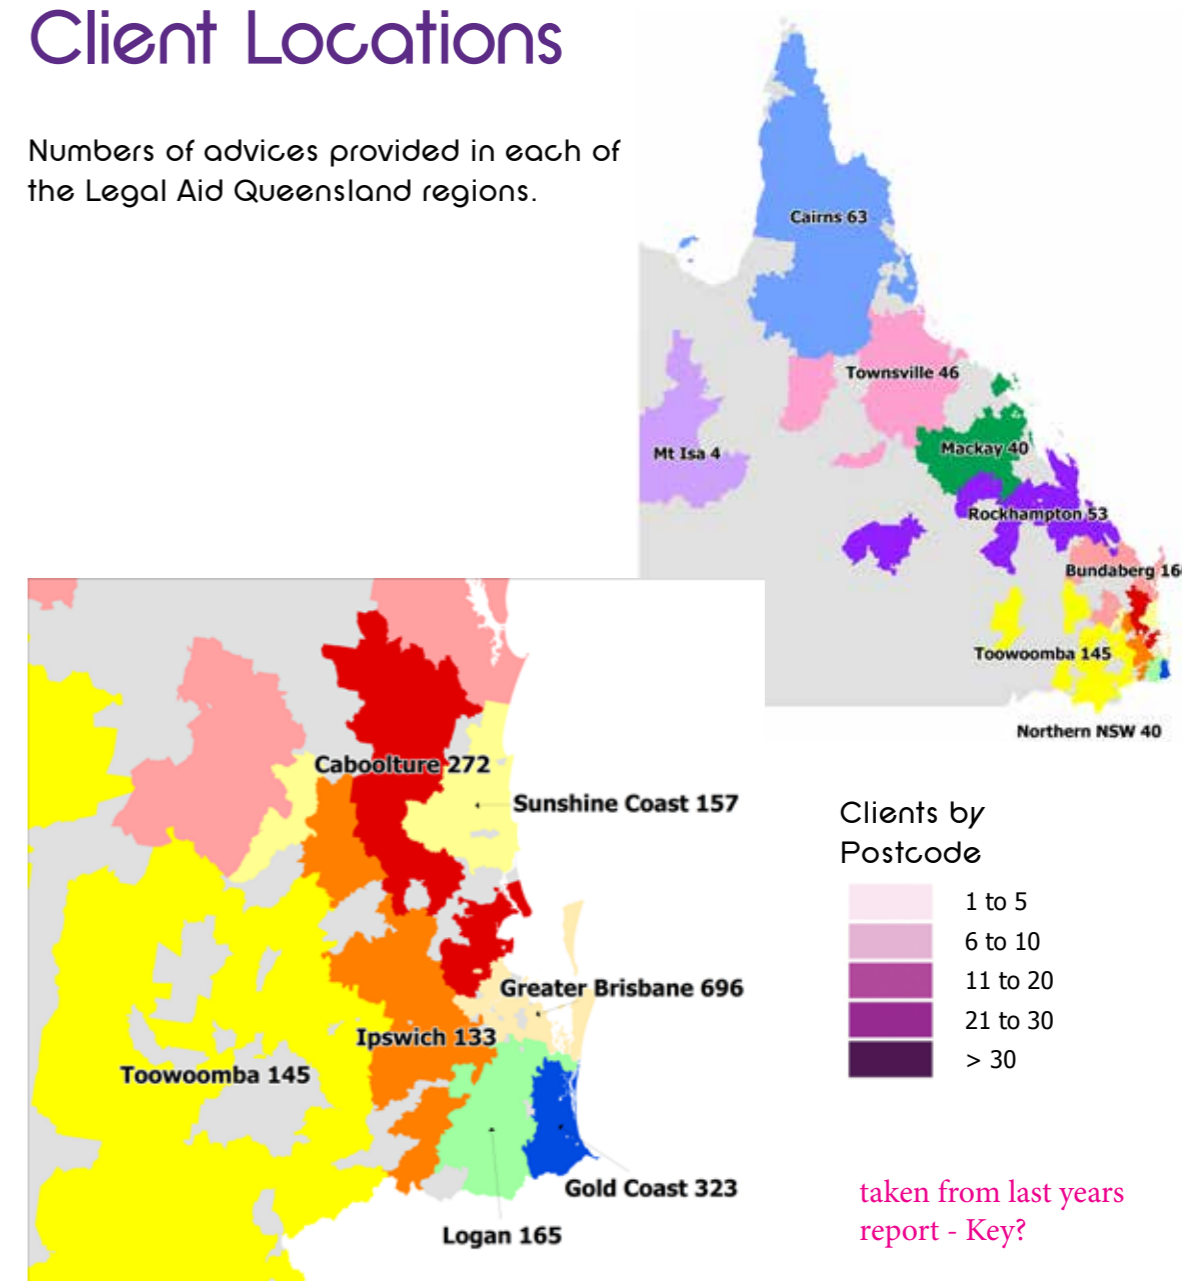 Client Locations
Numbers of advices provided in each of
the Legal Aid Queensland regions.
Cairns 63
Townsville 46
Mt Isa 4
Mackay 40
Rockhampton 53
Bundaberg
Toowoomba 145
Northern NSW 40
Caboolture 272
Sunshine Coast 157
Greater Brisbane 696
Ipswich 133
Toowoomba 145
Gold Coast 323
Logan 165
Clients by
Postcode
1 to 5
6 to 10
11 to 20
21 to 30
> 30
taken from last years
report - Key?